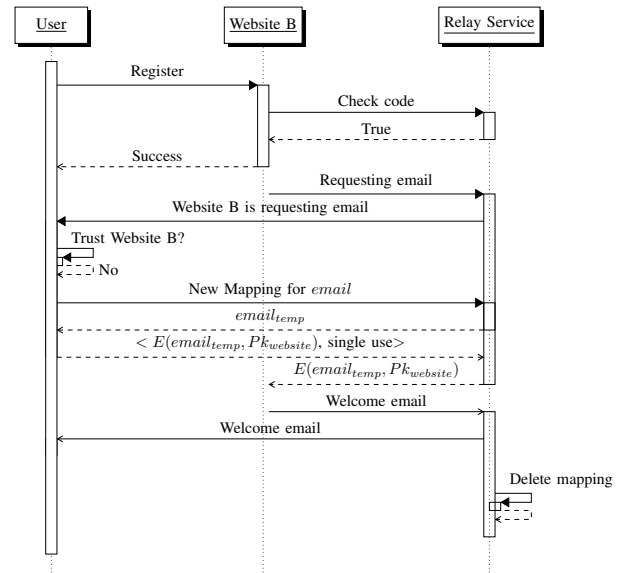 User
Website B
Relay Service
Register
Check code
True
Success
Requesting email
Website B is requesting email
Trust Website B?
No
New Mapping for email
email_temp
< E(email_temp, Pk_website), single use>
E(email_temp, Pk_website)
Welcome email
Welcome email
Delete mapping